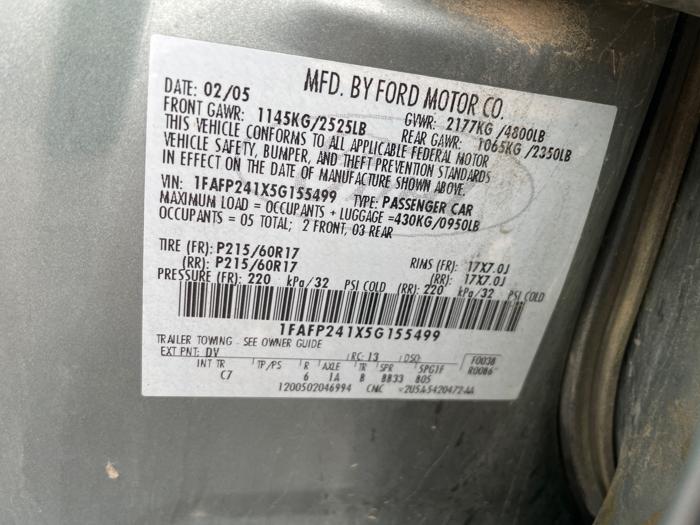 MFD. BY FORD MOTOR CO.
DATE: 02/05 GVWR: 2177KG /4800LB
FRONT GAWR: 1145KG/2525LB REAR GAWR: 1065KG /2350LB
THIS VEHICLE CONFORMS TO ALL APPLICABLE FEDERAL MOTOR
VEHICLE SAFETY, BUMPER, AND THEFT PREVENTION STANDARDS
IN EFFECT ON THE DATE OF MANUFACTURE SHOWN ABOVE.
VIN: 1FAFP241X5G155499 TYPE: PASSENGER CAR
MAXIMUM LOAD = OCCUPANTS + LUGGAGE =430KG/0950LB
OCCUPANTS = 05 TOTAL; 2 FRONT, 03 REAR
TIRE (FR): P215/60R17 RIMS (FR): 17X7.0J
(RR): P215/60R17 (RR): 17X7.0J
PRESSURE (FR): 220 kPa/32 PSI COLD (RR): 220 kPa/32 PSI COLD
1FAFP241X5G155499
TRAILER TOWING - SEE OWNER GUIDE
EXT PNT: DV RC: 13 DSO: F0038
R0086
INT TR TP/PS R AXLE TR SPR SPGIF
C7 6 1A B BB33 805
1200502046994 CMC